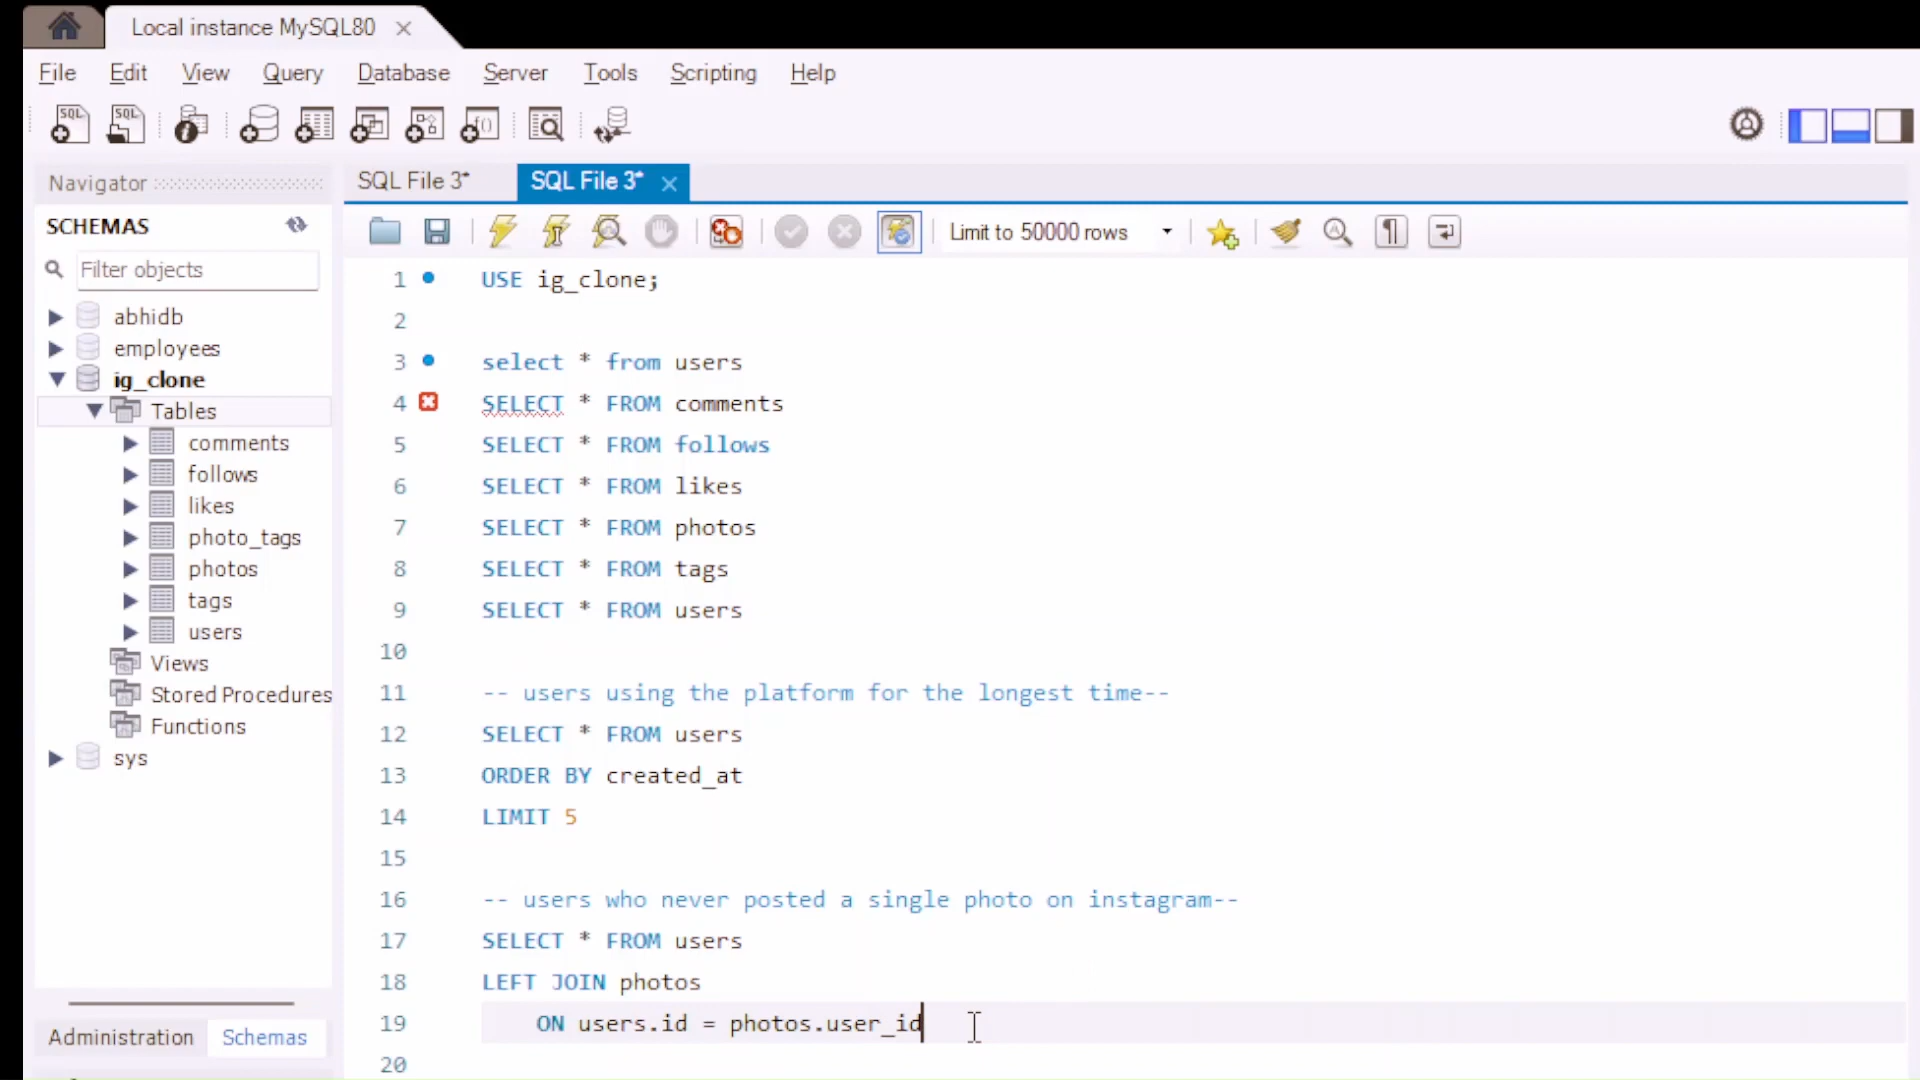 Local instance MySQL80
File Edit View Query Database Server Tools Scripting Help
SQL SQL
Navigator
SQL File 3* SQL File 3*
SCHEMAS
Limit to 50000 rows
Filter objects
abhidb
employees
ig_clone
Tables
comments
follows
likes
photo_tags
photos
tags
users
Views
Stored Procedures
Functions
sys
Administration Schemas
1 USE ig_clone;
2
3 select * from users
4 SELECT * FROM comments
5 SELECT * FROM follows
6 SELECT * FROM likes
7 SELECT * FROM photos
8 SELECT * FROM tags
9 SELECT * FROM users
10
11 -- users using the platform for the longest time--
12 SELECT * FROM users
13 ORDER BY created_at
14 LIMIT 5
15
16 -- users who never posted a single photo on instagram--
17 SELECT * FROM users
18 LEFT JOIN photos
19 ON users.id = photos.user_id
20